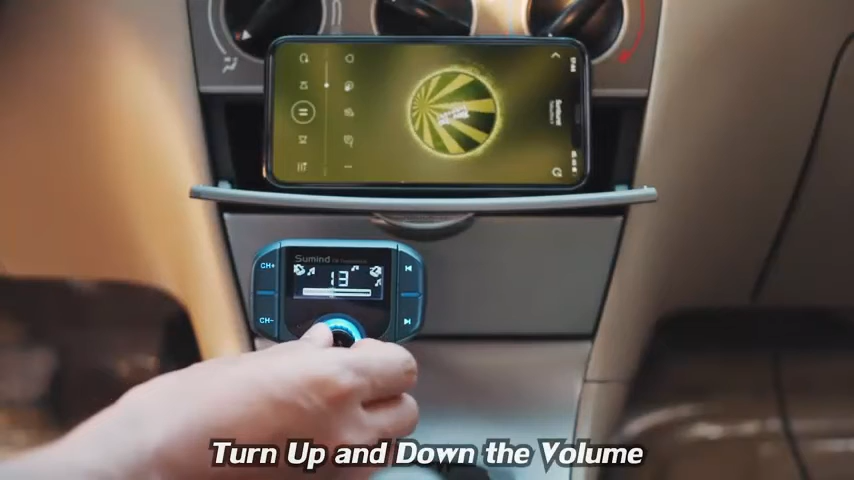 Sumind
CH+
13
CH-
Turn Up and Down the Volume